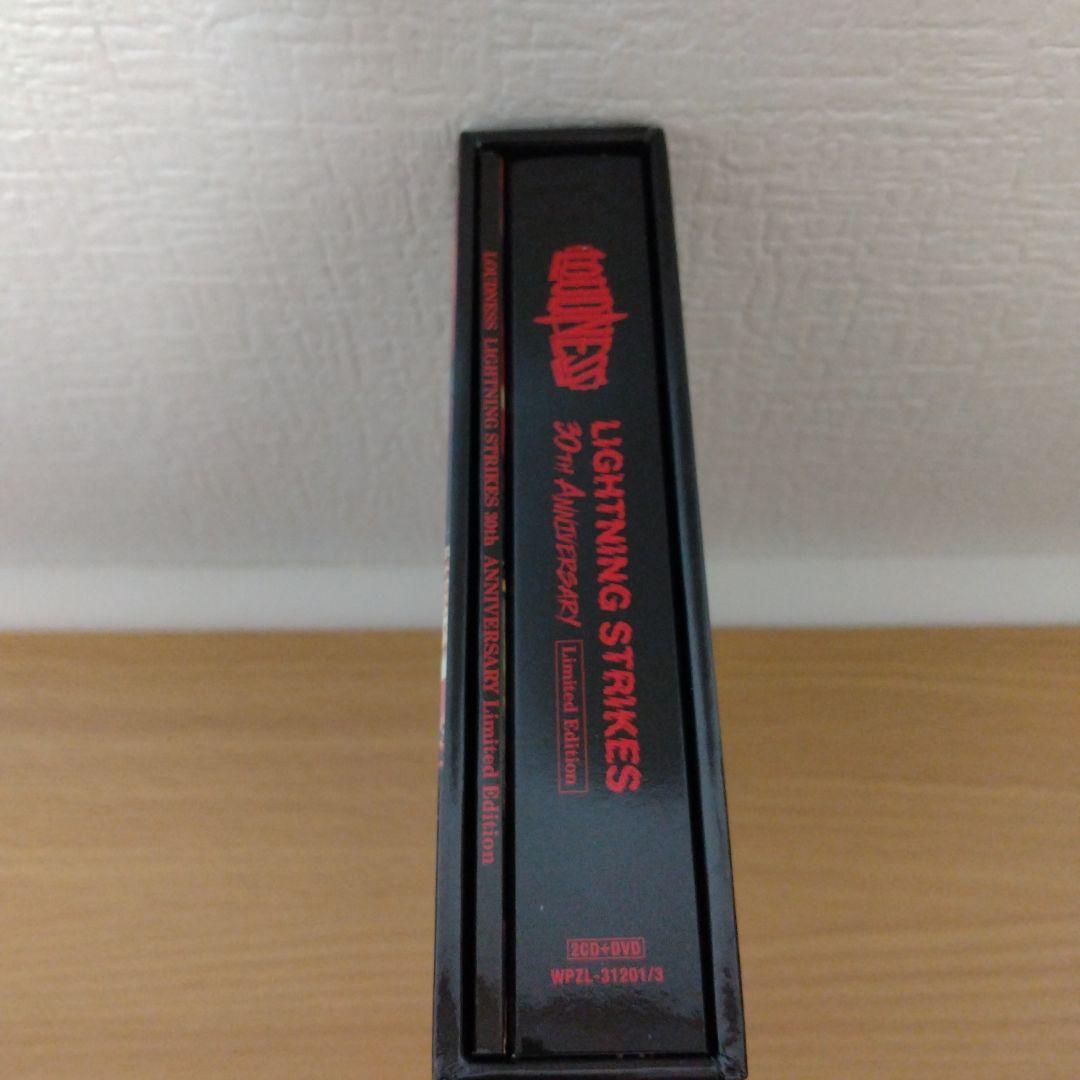 LOUDNESS LIGHTNING STRIKES 30th ANNIVERSARY Limited Edition
LOUDNESS
LIGHTNING STRIKES
30TH ANNIVERSARY Limited Edition
2CD+DVD
WPZL-31201/3